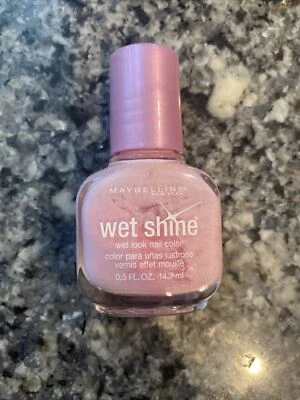 MAYBELLINE
NEW YORK
wet shine
wet look nail color
color para uñas lustroso
vernis effet mouillé
0.5 FL. OZ. 14.7 ml